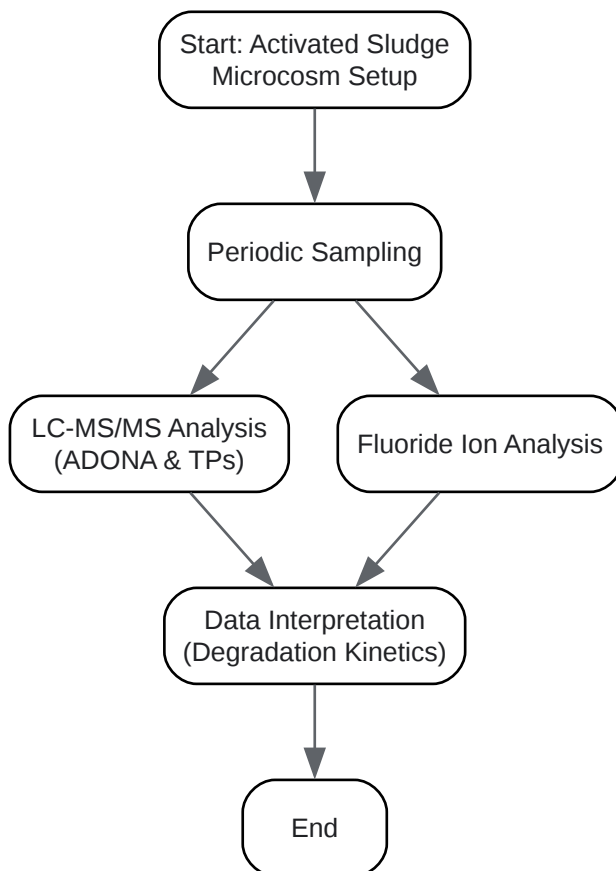 Start: Activated Sludge
Microcosm Setup
Periodic Sampling
LC-MS/MS Analysis
(ADONA & TPs)
Fluoride Ion Analysis
Data Interpretation
(Degradation Kinetics)
End